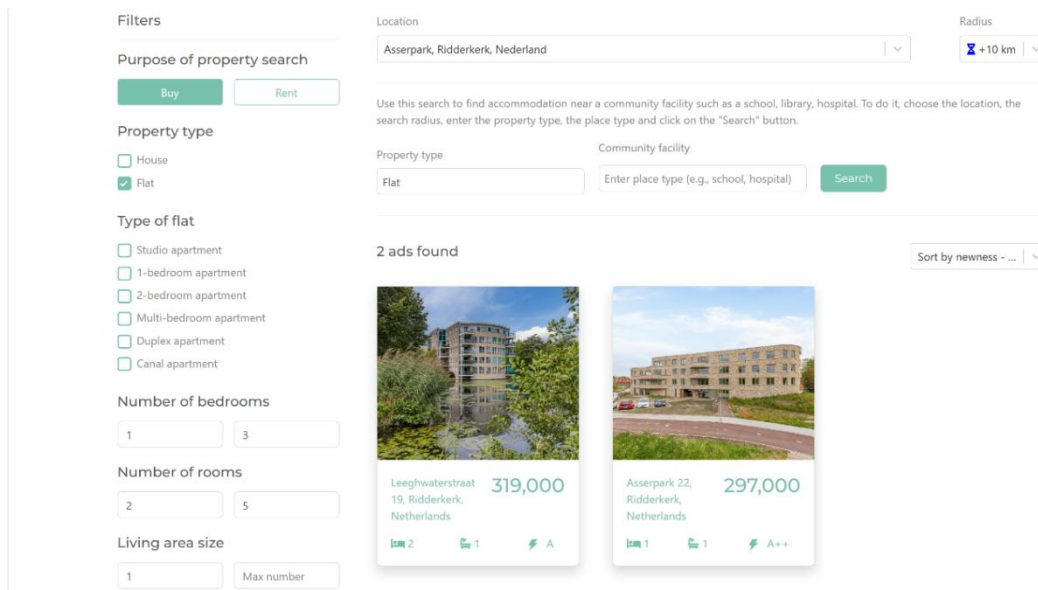 Filters
Purpose of property search
Buy
Rent
Property type
House
Flat
Type of flat
Studio apartment
1-bedroom apartment
2-bedroom apartment
Multi-bedroom apartment
Duplex apartment
Canal apartment
Number of bedrooms
1
3
Number of rooms
2
5
Living area size
1
Max number
Location
Asserpark, Ridderkerk, Nederland
Radius
+10 km
Use this search to find accommodation near a community facility such as a school, library, hospital. To do it, choose the location, the
search radius, enter the property type, the place type and click on the "Search" button.
Property type
Flat
Community facility
Enter place type (e.g., school, hospital)
Search
2 ads found
Sort by newness - ...
Leeghwaterstraat
19, Ridderkerk,
Netherlands
319,000
2
1
A
Asserpark 22,
Ridderkerk,
Netherlands
297,000
1
1
A++